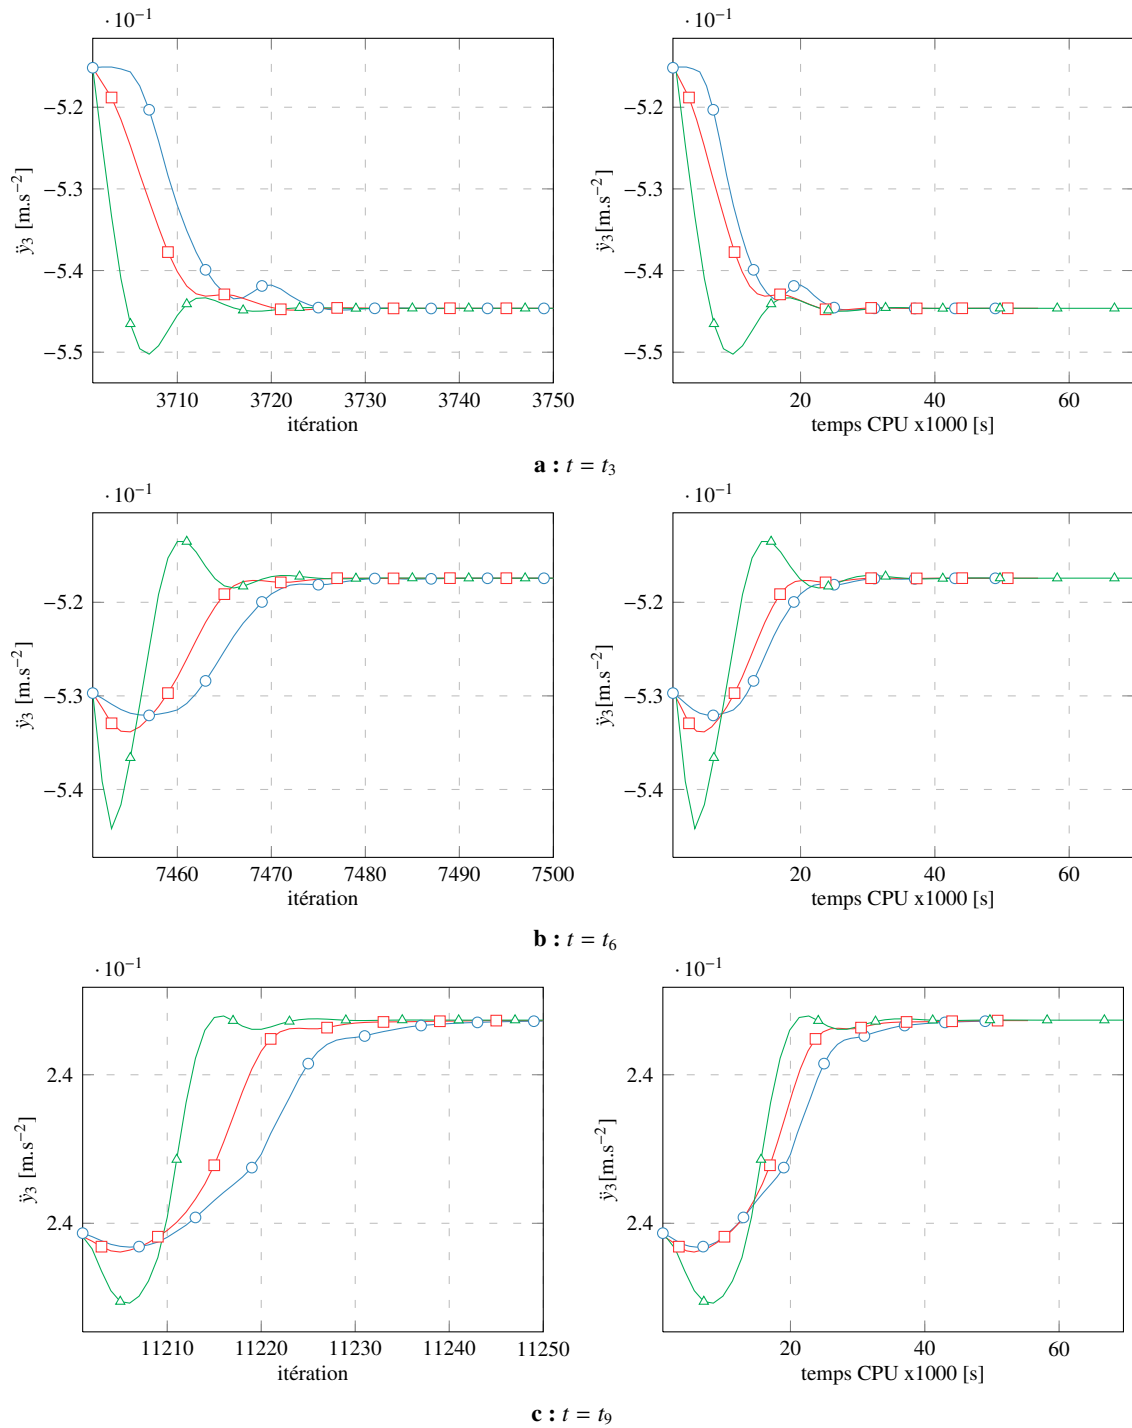 · 10⁻¹ · 10⁻¹
−5.2 −5.2
−5.3 −5.3
−5.4 −5.4
−5.5 −5.5
ÿ₃ [m.s⁻²] ÿ₃[m.s⁻²]
3710 3720 3730 3740 3750 20 40 60
itération temps CPU x1000 [s]
a : t = t₃
· 10⁻¹ · 10⁻¹
−5.2 −5.2
−5.3 −5.3
−5.4 −5.4
ÿ₃ [m.s⁻²] ÿ₃[m.s⁻²]
7460 7470 7480 7490 7500 20 40 60
itération temps CPU x1000 [s]
b : t = t₆
· 10⁻¹ · 10⁻¹
2.4 2.4
2.4 2.4
ÿ₃ [m.s⁻²] ÿ₃[m.s⁻²]
11210 11220 11230 11240 11250 20 40 60
itération temps CPU x1000 [s]
c : t = t₉